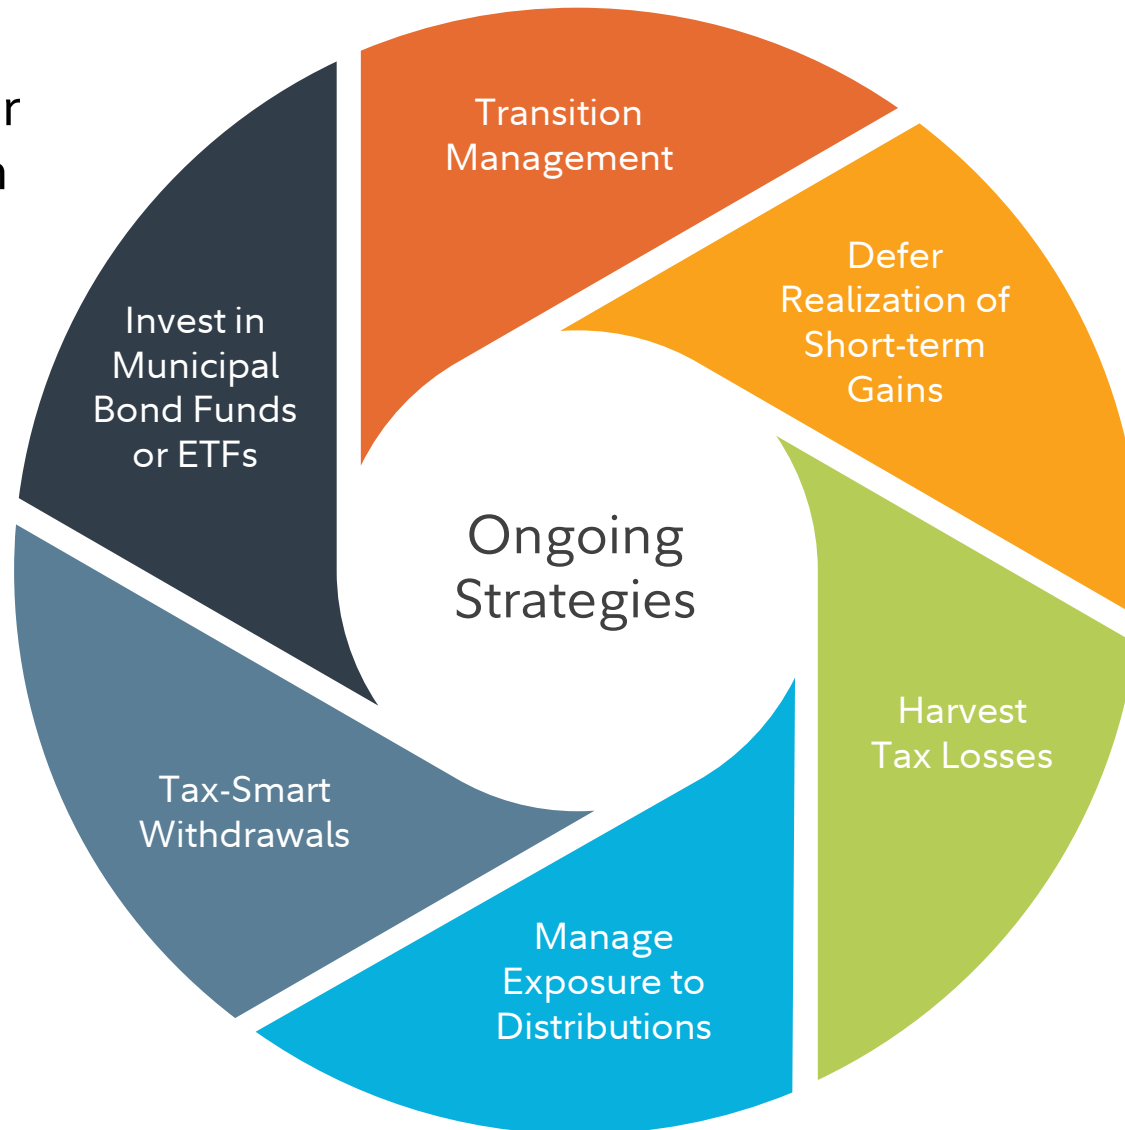 r
Transition
Management
Defer
Realization of
Short-term
Gains
Harvest
Tax Losses
Manage
Exposure to
Distributions
Tax-Smart
Withdrawals
Invest in
Municipal
Bond Funds
or ETFs
Ongoing
Strategies